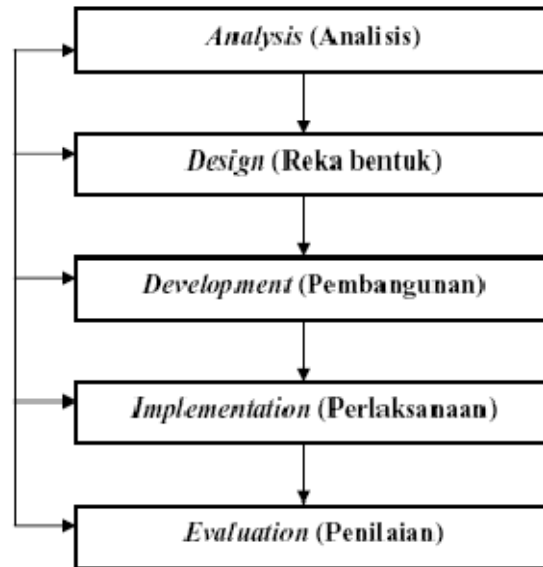 Analysis (Analisis)
Design (Reka bentuk)
Development (Pembangunan)
Implementation (Perlaksanaan)
Evaluation (Penilaian)